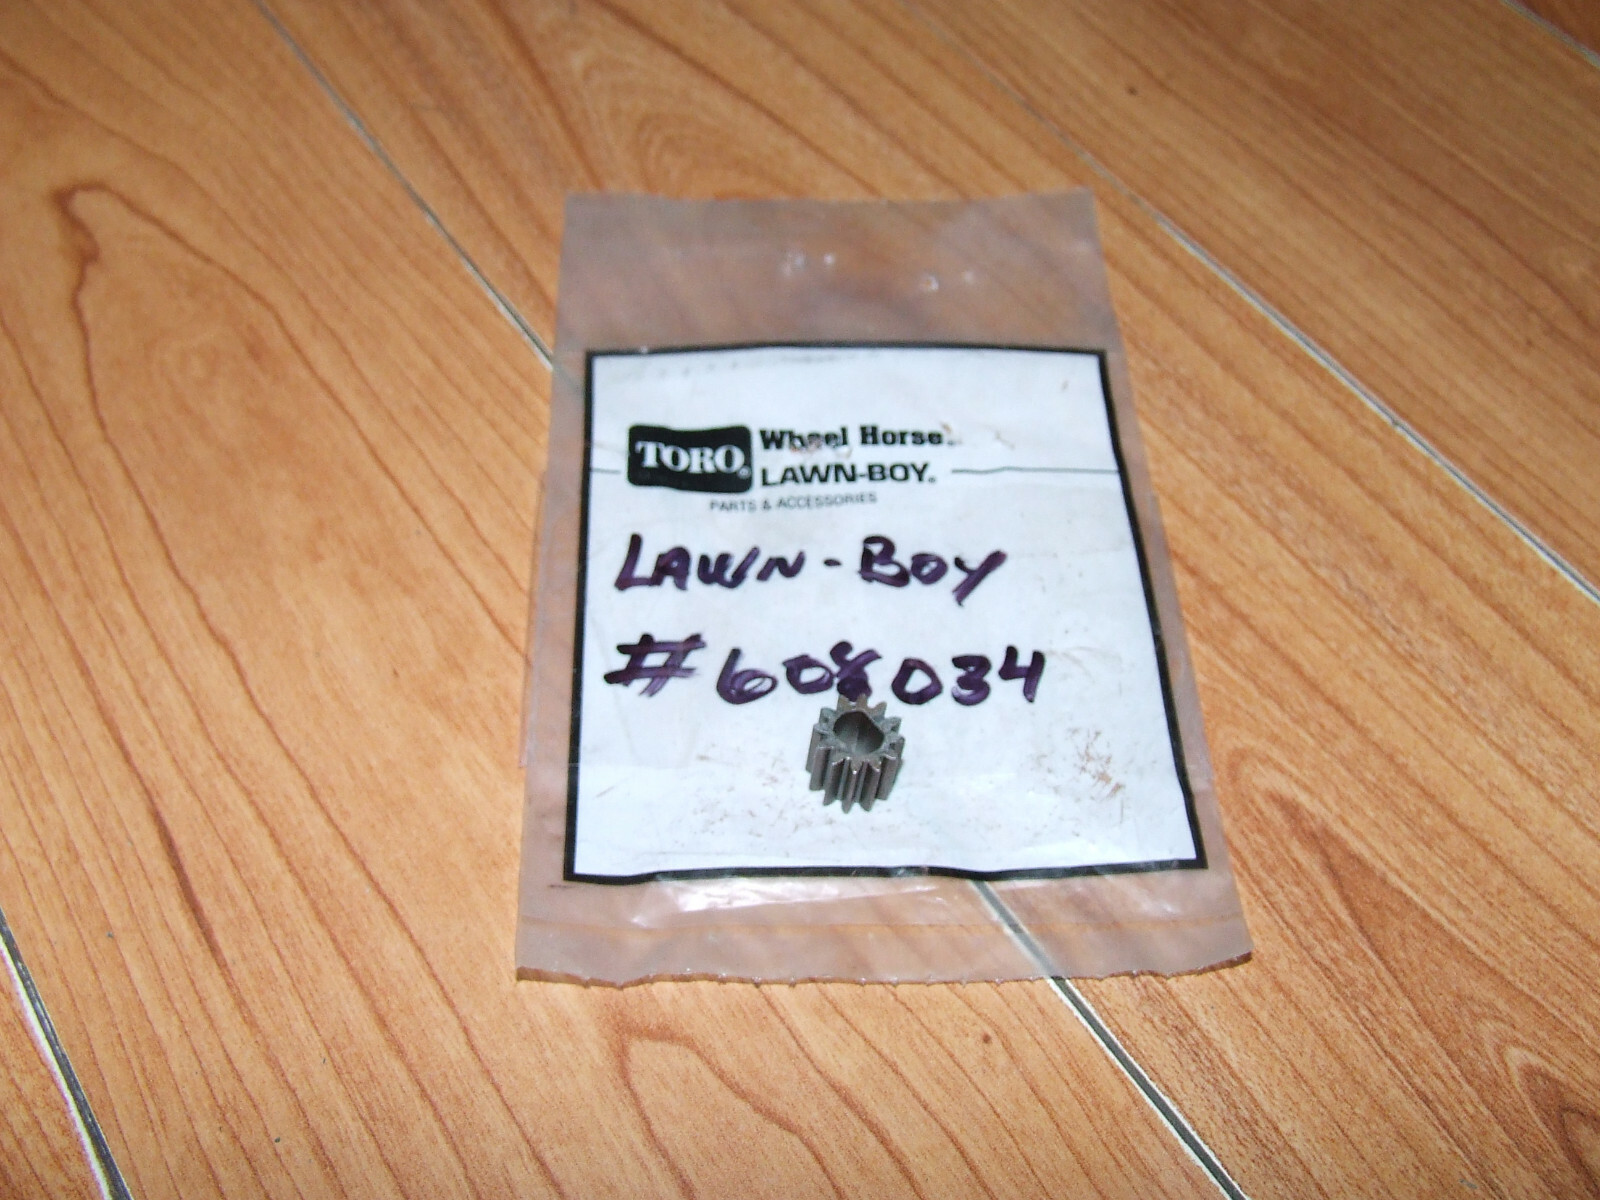 TORO® Wheel Horse®
LAWN-BOY®
PARTS & ACCESSORIES
LAWN-BOY
#608034